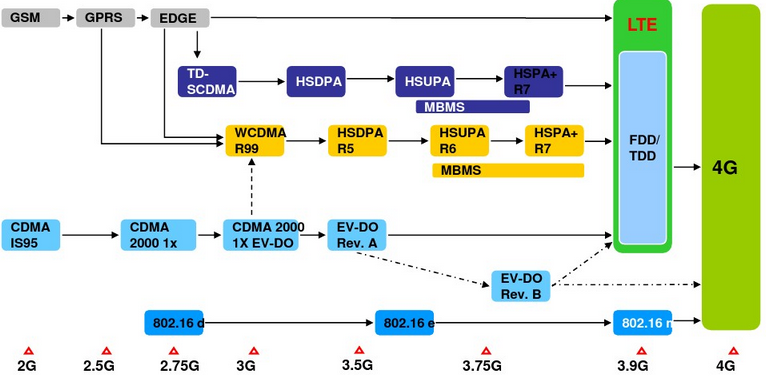 GSM
GPRS
EDGE
LTE
TD-
SCDMA
HSDPA
HSUPA
HSPA+
R7
MBMS
WCDMA
R99
HSDPA
R5
HSUPA
R6
HSPA+
R7
MBMS
FDD/
TDD
4G
CDMA
IS95
CDMA
2000 1x
CDMA 2000
1X EV-DO
EV-DO
Rev. A
EV-DO
Rev. B
802.16 d
802.16 e
802.16 m
2G
2.5G
2.75G
3G
3.5G
3.75G
3.9G
4G